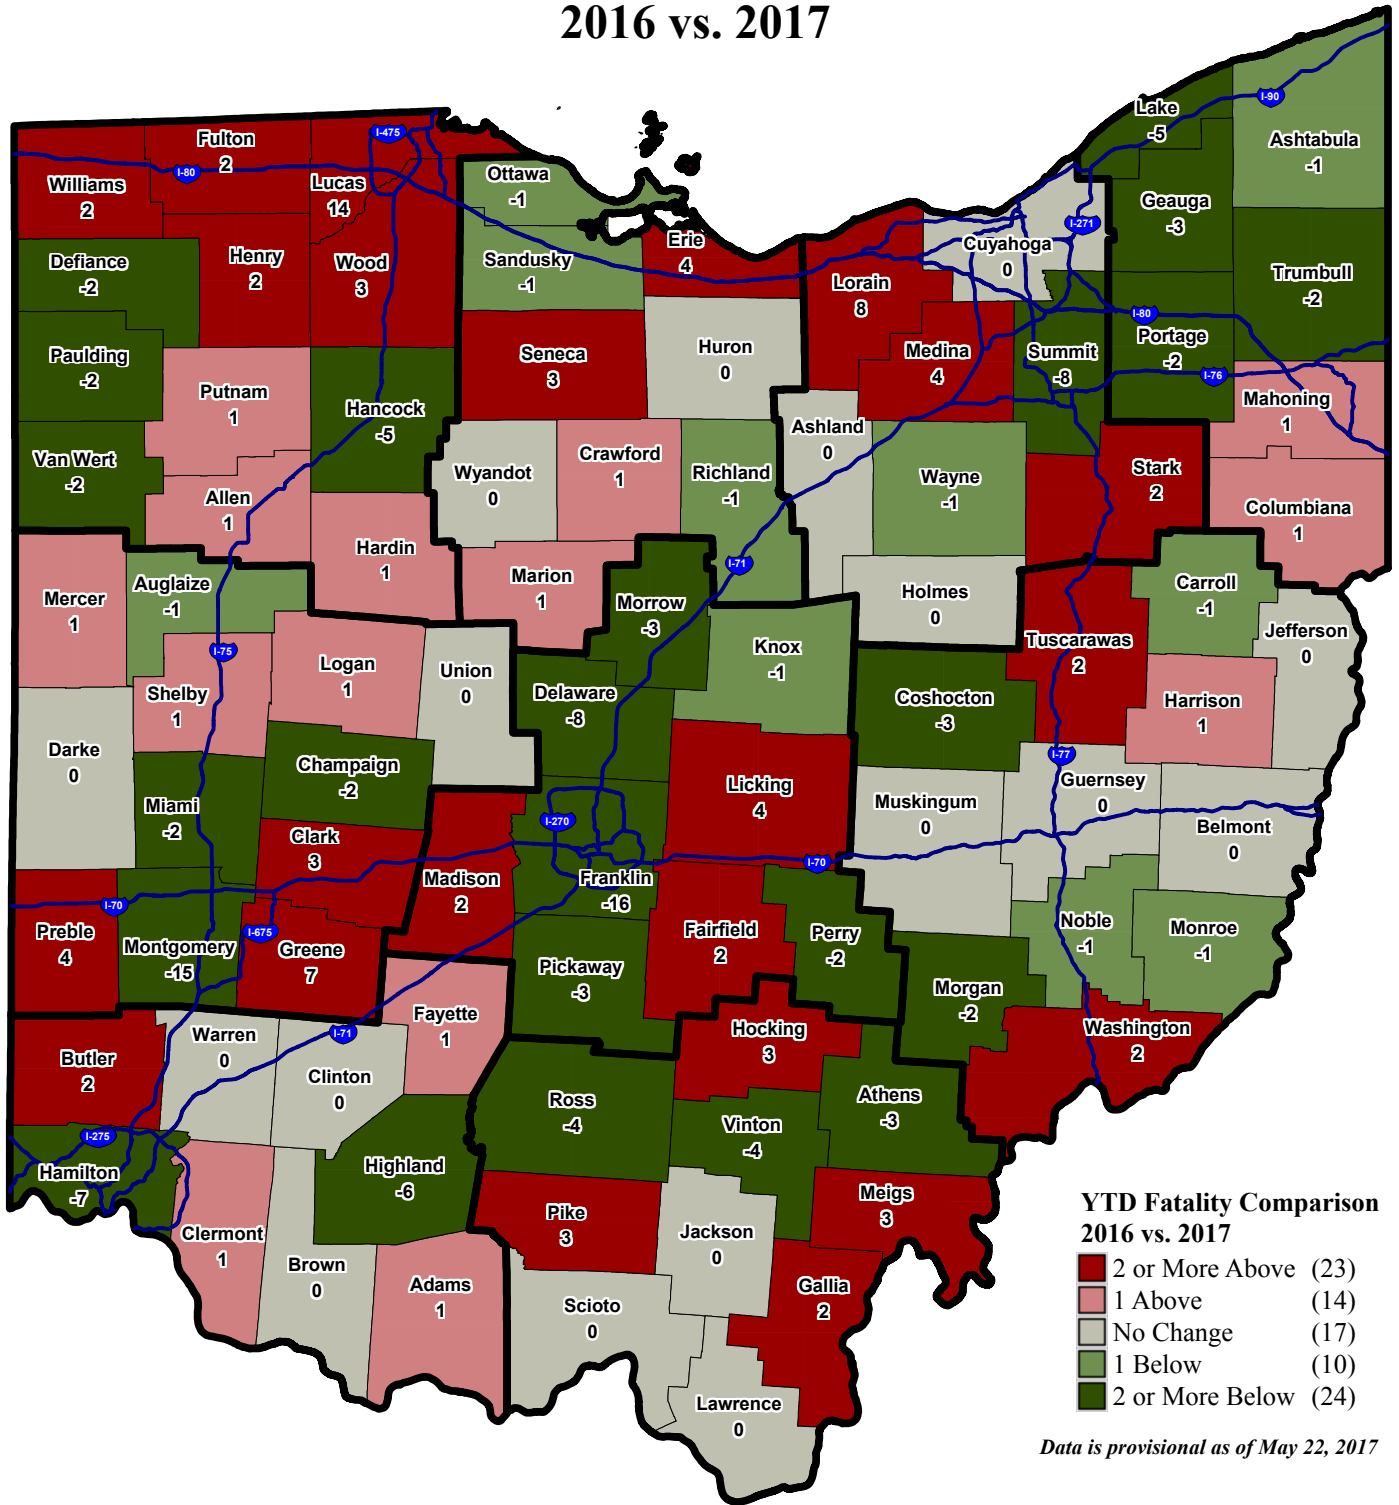 2016 vs. 2017
I-90
Lake
-5
Ashtabula
-1
I-475
Fulton
2
I-80
Williams
2
Lucas
14
Ottawa
-1
Geauga
-3
I-271
Erie
4
Cuyahoga
0
Henry
2
Wood
3
Defiance
-2
Sandusky
-1
Trumbull
-2
Lorain
8
I-80
Portage
-2
Huron
0
Seneca
3
Medina
4
Summit
-8
Paulding
-2
I-76
Putnam
1
Mahoning
1
Hancock
-5
Ashland
0
Crawford
1
Van Wert
-2
Wyandot
0
Richland
-1
Wayne
-1
Stark
2
Allen
1
Columbiana
1
Hardin
1
I-71
Marion
1
Auglaize
-1
Carroll
-1
Mercer
1
Morrow
-3
Holmes
0
Jefferson
0
Tuscarawas
2
Knox
-1
I-75
Logan
1
Union
0
Shelby
1
Delaware
-8
Coshocton
-3
Harrison
1
Darke
0
I-77
Champaign
-2
Guernsey
0
Licking
4
Miami
-2
Muskingum
0
I-270
Clark
3
Belmont
0
I-70
Franklin
-16
Madison
2
I-70
I-675
Preble
4
Montgomery
-15
Greene
7
Fairfield
2
Perry
-2
Noble
-1
Monroe
-1
Pickaway
-3
Morgan
-2
Fayette
1
I-71
Warren
0
Hocking
3
Washington
2
Butler
2
Clinton
0
Ross
-4
Athens
-3
Vinton
-4
I-275
Hamilton
-7
Highland
-6
Meigs
3
Pike
3
Clermont
1
Jackson
0
Brown
0
Adams
1
Gallia
2
Scioto
0
Lawrence
0
YTD Fatality Comparison
2016 vs. 2017
2 or More Above (23)
1 Above (14)
No Change (17)
1 Below (10)
2 or More Below (24)
Data is provisional as of May 22, 2017